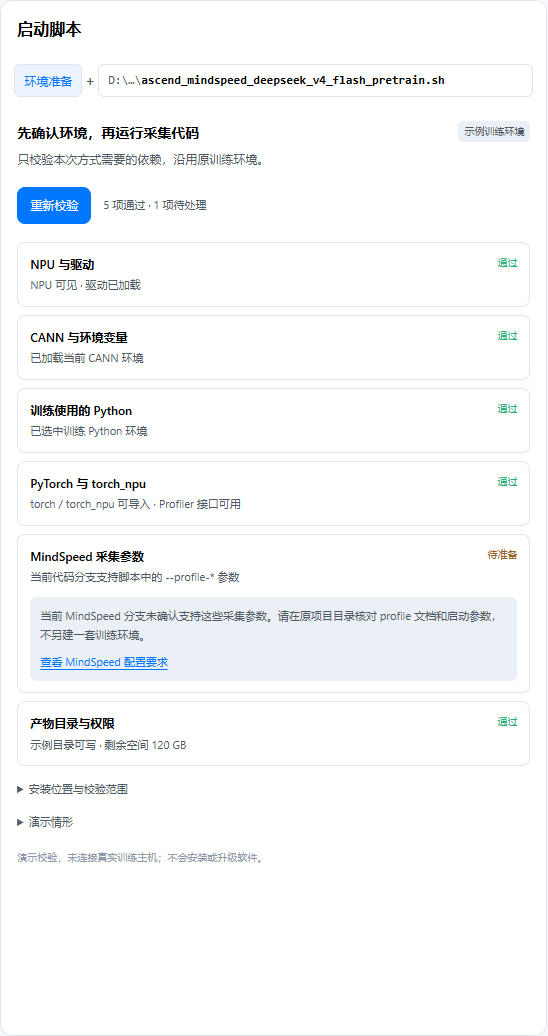 启动脚本
环境准备 + D:\…\ascend_mindspeed_deepseek_v4_flash_pretrain.sh
先确认环境，再运行采集代码
示例训练环境
只校验本次方式需要的依赖，沿用原训练环境。
重新校验 5 项通过 · 1 项待处理
NPU 与驱动 通过
NPU 可见 · 驱动已加载
CANN 与环境变量 通过
已加载当前 CANN 环境
训练使用的 Python 通过
已选中训练 Python 环境
PyTorch 与 torch_npu 通过
torch / torch_npu 可导入 · Profiler 接口可用
MindSpeed 采集参数 待准备
当前代码分支支持脚本中的 --profile-* 参数
当前 MindSpeed 分支未确认支持这些采集参数。请在原项目目录核对 profile 文档和启动参数，
不另建一套训练环境。
查看 MindSpeed 配置要求
产物目录与权限 通过
示例目录可写 · 剩余空间 120 GB
▶ 安装位置与校验范围
▶ 演示情形
演示校验，未连接真实训练主机；不会安装或升级软件。